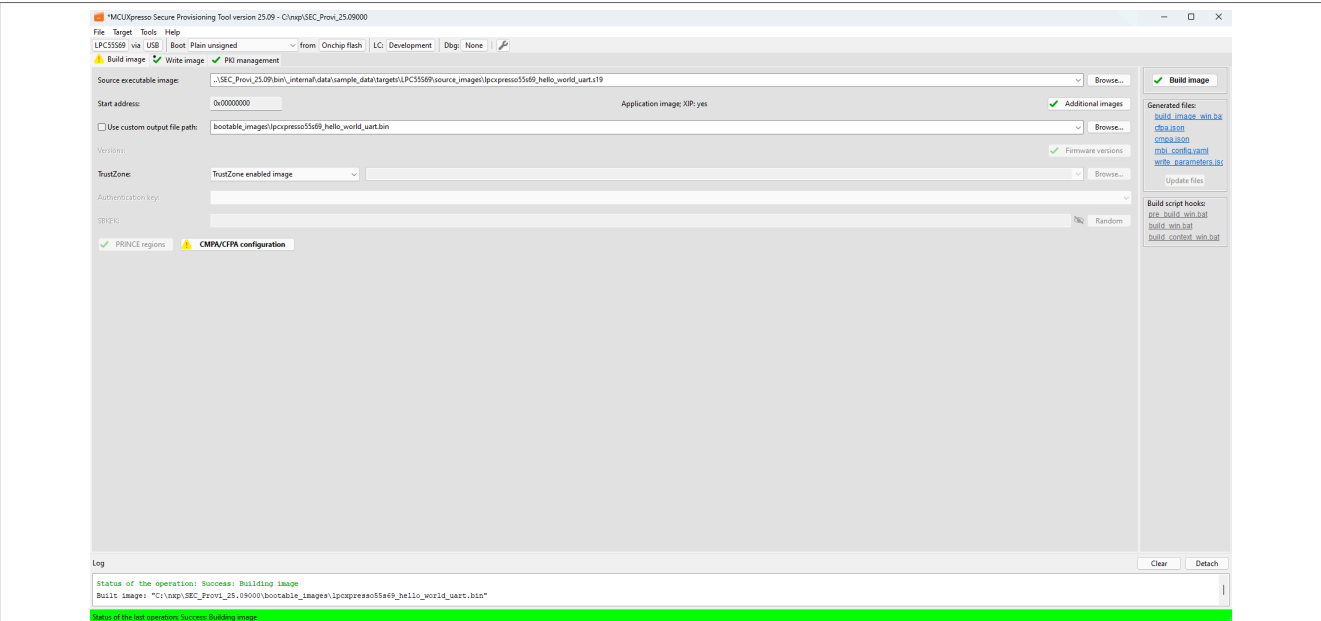 *MCUXpresso Secure Provisioning Tool version 25.09 - C:\nxp\SEC_Provi_25.09000
File Target Tools Help
LPC55S69 via USB Boot Plain unsigned from Onchip flash LC: Development Dbg: None
Build image Write image PKI management
Source executable image: ..\SEC_Provi_25.09\bin\_internal\data\sample_data\targets\LPC55S69\source_images\lpcxpresso55s69_hello_world_uart.s19 Browse... Build image
Start address: 0x00000000 Application image; XIP: yes Additional images
Use custom output file path: bootable_images\lpcxpresso55s69_hello_world_uart.bin Browse...
Versions: Firmware versions
TrustZone: TrustZone enabled image Browse...
Authentication key:
SBKEK: Random
PRINCE regions CMPA/CFPA configuration
Generated files:
build_image_win.ba
cfpa.json
cmpa.json
mbi_config.yaml
write_parameters.jsc
Update files
Build script hooks:
pre_build_win.bat
build_win.bat
build_context_win.bat
Log Clear Detach
Status of the operation: Success: Building image
Built image: "C:\nxp\SEC_Provi_25.09000\bootable_images\lpcxpresso55s69_hello_world_uart.bin"
Status of the last operation: Success: Building image